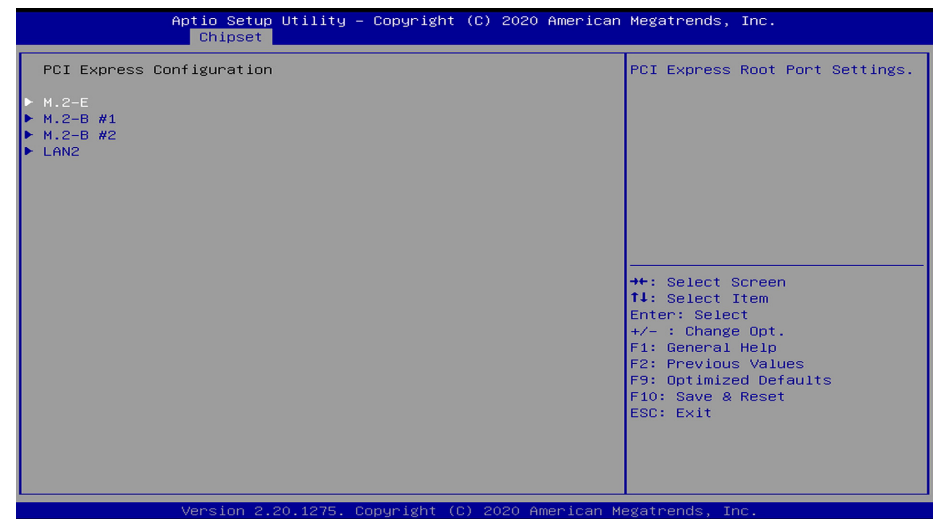 Aptio Setup Utility – Copyright (C) 2020 American Megatrends, Inc.
Chipset
PCI Express Configuration
► M.2-E
► M.2-B #1
► M.2-B #2
► LAN2
PCI Express Root Port Settings.
→←: Select Screen
↑↓: Select Item
Enter: Select
+/- : Change Opt.
F1: General Help
F2: Previous Values
F9: Optimized Defaults
F10: Save & Reset
ESC: Exit
Version 2.20.1275. Copyright (C) 2020 American Megatrends, Inc.